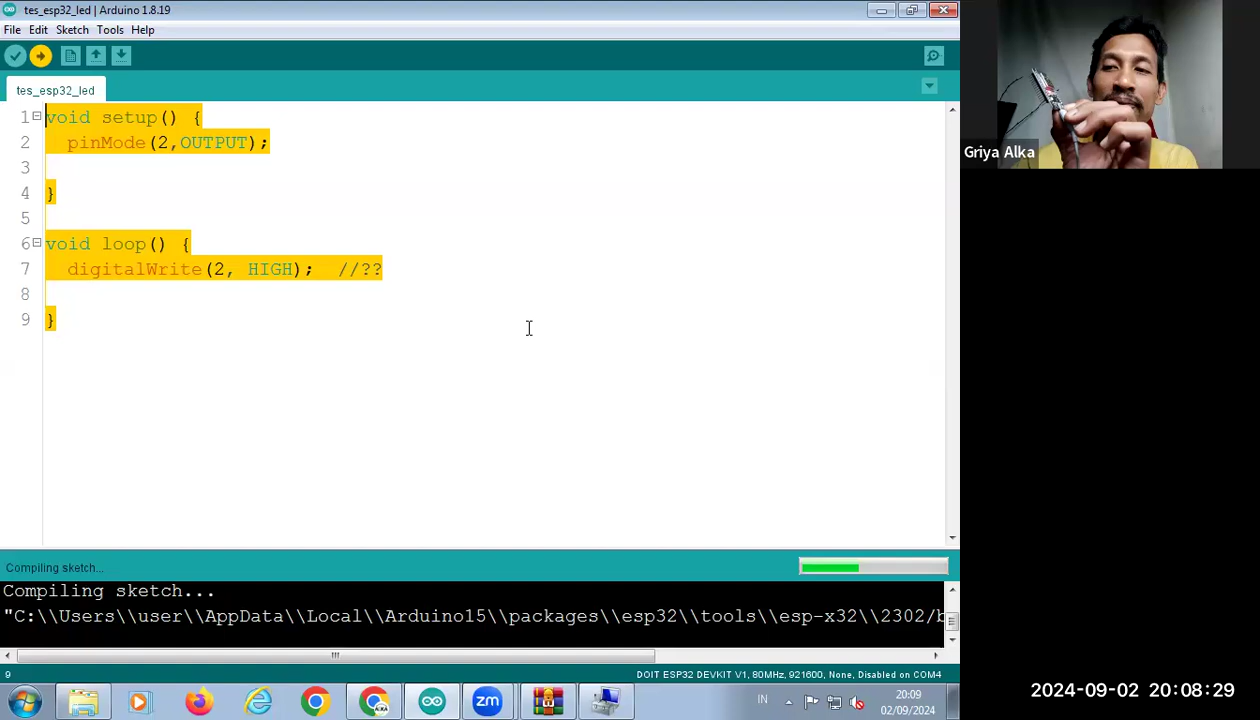 tes_esp32_led | Arduino 1.8.19
File Edit Sketch Tools Help
tes_esp32_led
1 void setup() {
2 pinMode(2,OUTPUT);
3
4 }
5
6 void loop() {
7 digitalWrite(2, HIGH); //??
8
9 }
Griya Alka
Compiling sketch...
Compiling sketch...
"C:\\Users\\user\\AppData\\Local\\Arduino15\\packages\\esp32\\tools\\esp-x32\\2302/b
9 DOIT ESP32 DEVKIT V1, 80MHz, 921600, None, Disabled on COM4
zm
ALKA
IN
20:09
02/09/2024
2024-09-02 20:08:29